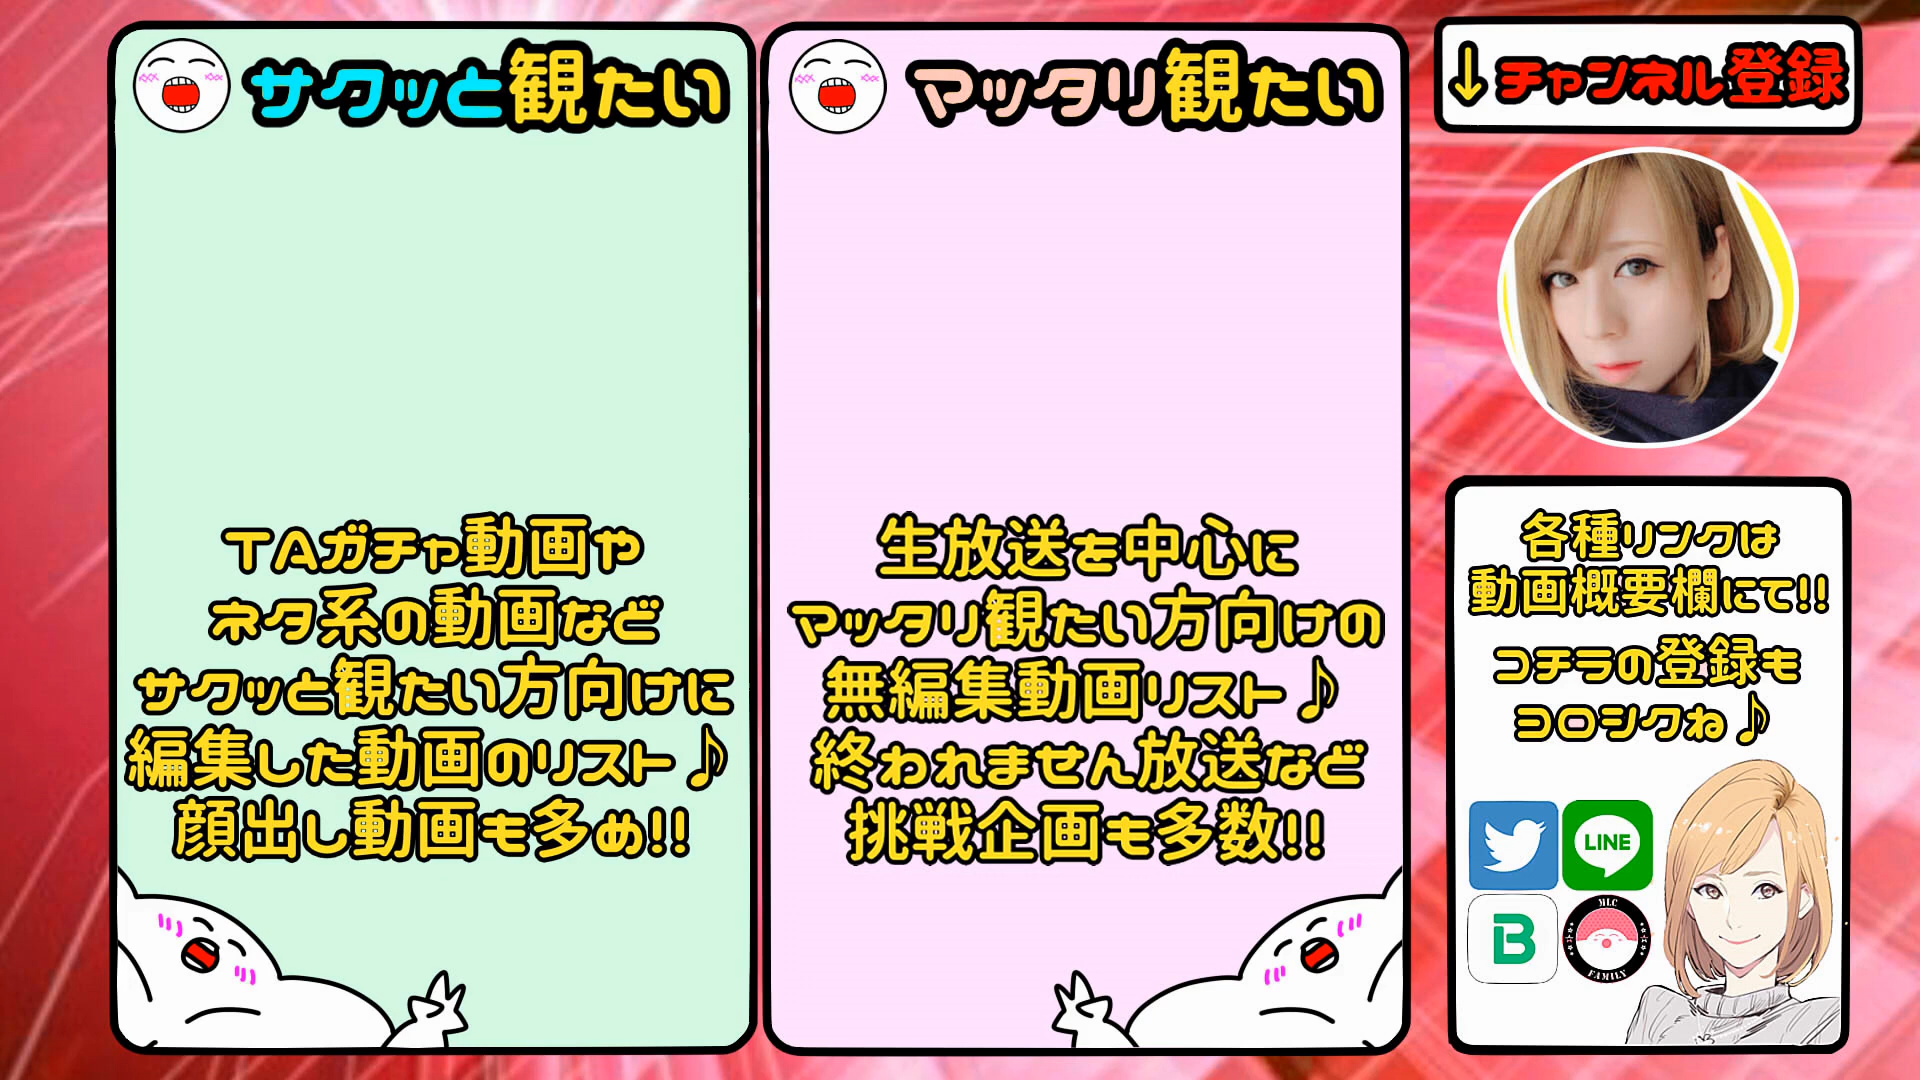 サクッと観たい
TAガチャ動画や
ネタ系の動画など
サクッと観たい方向けに
編集した動画のリスト♪
顔出し動画も多め!!
マッタリ観たい
生放送を中心に
マッタリ観たい方向けの
無編集動画リスト♪
終われません放送など
挑戦企画も多数!!
↓チャンネル登録
各種リンクは
動画概要欄にて!!
コチラの登録も
ヨロシクね♪
LINE
B
MLC
FAMILY